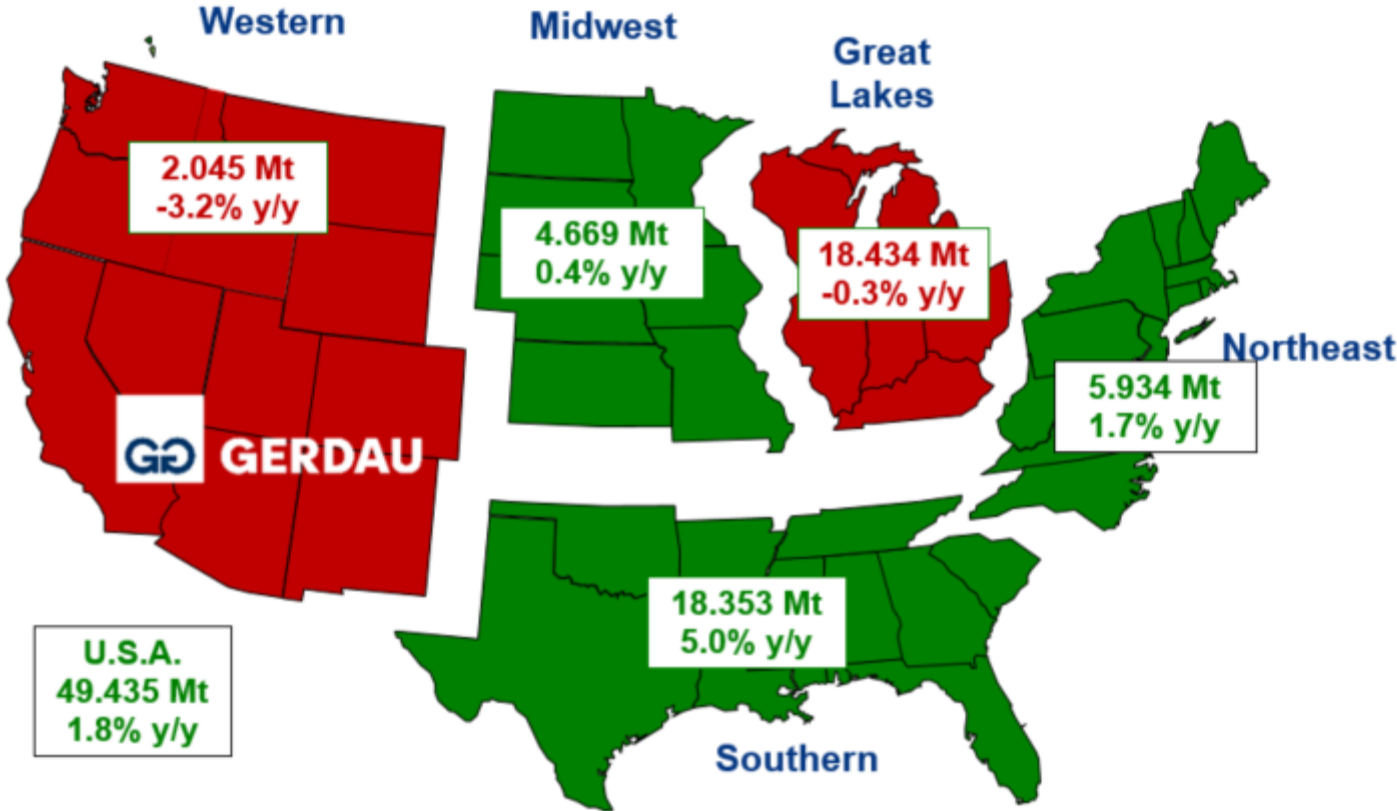 Western
Midwest
Great
Lakes
2.045 Mt
-3.2% y/y
4.669 Mt
0.4% y/y
18.434 Mt
-0.3% y/y
Northeast
5.934 Mt
1.7% y/y
GG GERDAU
18.353 Mt
5.0% y/y
U.S.A.
49.435 Mt
1.8% y/y
Southern